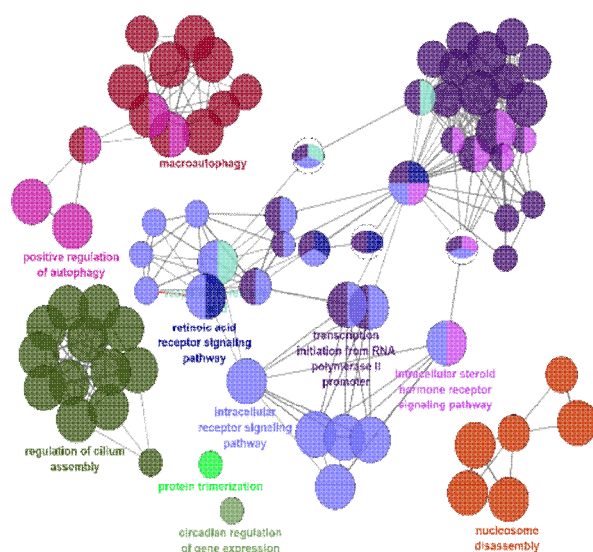 macroautophagy
positive regulation
of autophagy
retinoic acid
receptor signaling
pathway
transcription
initiation from RNA
polymerase II
promoter
intracellular steroid
hormone receptor
signaling pathway
intracellular
receptor signaling
pathway
regulation of cilium
assembly
protein trimerization
circadian regulation
of gene expression
nucleosome
disassembly